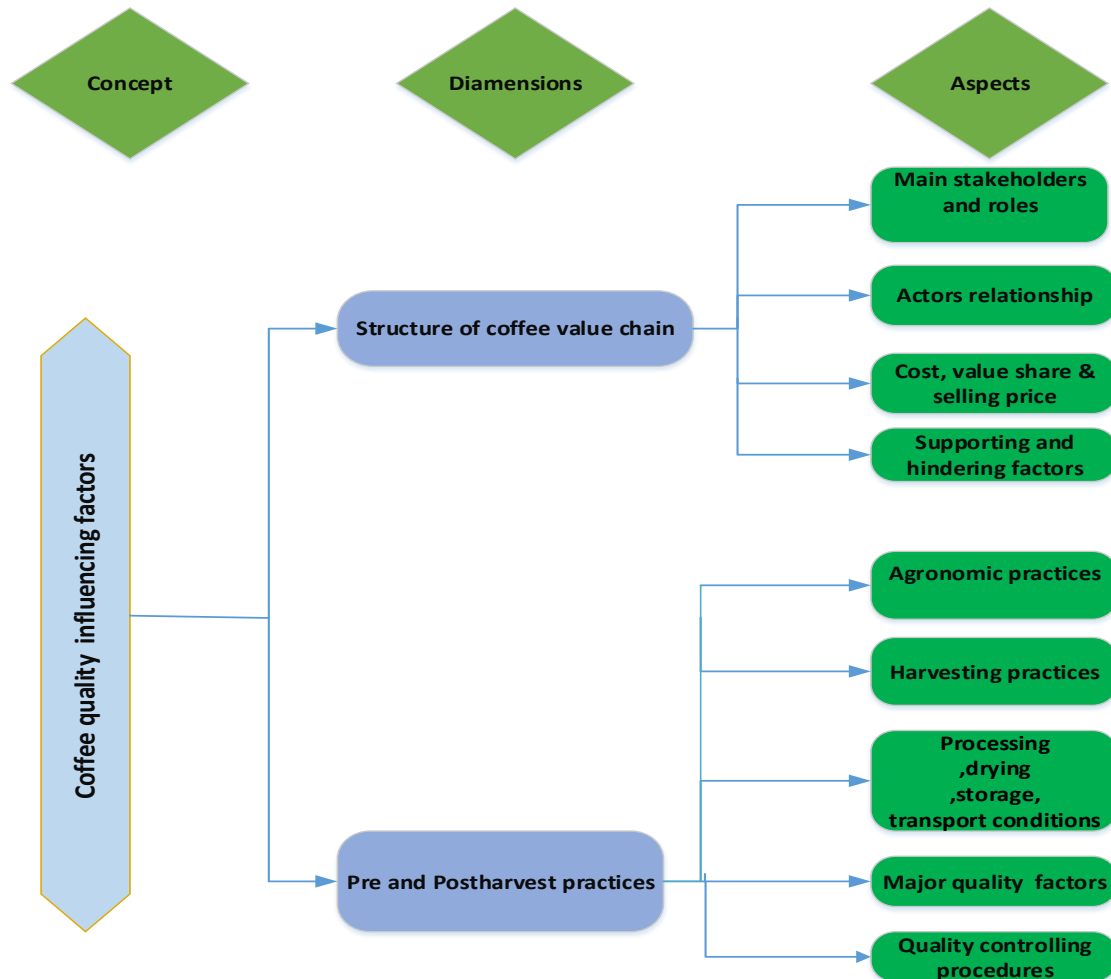 Concept
Diamensions
Aspects
Main stakeholders
and roles
Structure of coffee value chain
Actors relationship
Cost, value share &
selling price
Supporting and
hindering factors
Coffee quality influencing factors
Agronomic practices
Harvesting practices
Processing
,drying
,storage,
transport conditions
Pre and Postharvest practices
Major quality factors
Quality controlling
procedures